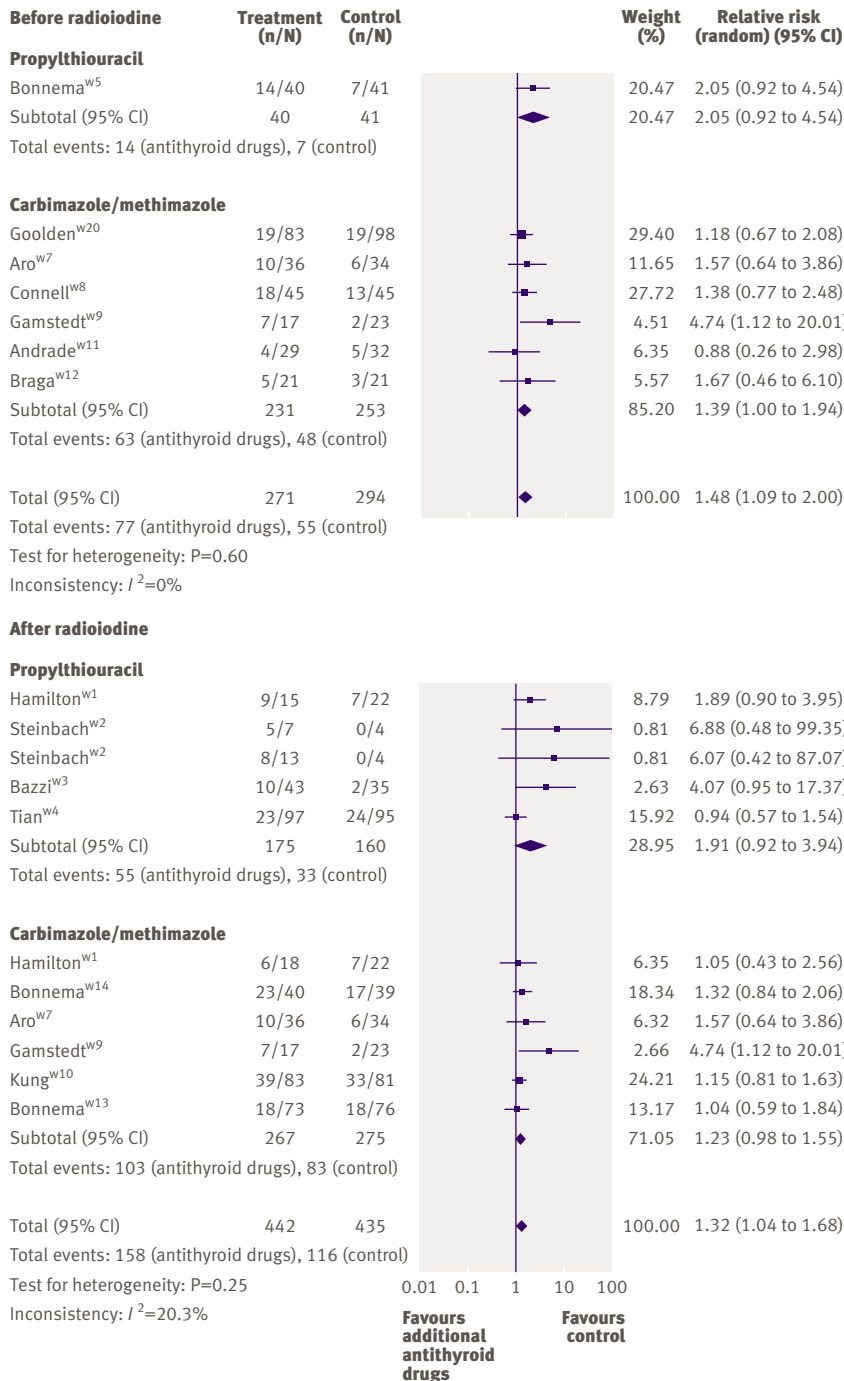 Before radioiodine Treatment (n/N) Control (n/N) Weight (%) Relative risk (random) (95% CI)
Propylthiouracil
Bonnema w5 14/40 7/41 20.47 2.05 (0.92 to 4.54)
Subtotal (95% CI) 40 41 20.47 2.05 (0.92 to 4.54)
Total events: 14 (antithyroid drugs), 7 (control)
Carbimazole/methimazole
Goolden w20 19/83 19/98 29.40 1.18 (0.67 to 2.08)
Aro w7 10/36 6/34 11.65 1.57 (0.64 to 3.86)
Connell w8 18/45 13/45 27.72 1.38 (0.77 to 2.48)
Gamstedt w9 7/17 2/23 4.51 4.74 (1.12 to 20.01)
Andrade w11 4/29 5/32 6.35 0.88 (0.26 to 2.98)
Braga w12 5/21 3/21 5.57 1.67 (0.46 to 6.10)
Subtotal (95% CI) 231 253 85.20 1.39 (1.00 to 1.94)
Total events: 63 (antithyroid drugs), 48 (control)
Total (95% CI) 271 294 100.00 1.48 (1.09 to 2.00)
Total events: 77 (antithyroid drugs), 55 (control)
Test for heterogeneity: P=0.60
Inconsistency: I²=0%
After radioiodine
Propylthiouracil
Hamilton w1 9/15 7/22 8.79 1.89 (0.90 to 3.95)
Steinbach w2 5/7 0/4 0.81 6.88 (0.48 to 99.35)
Steinbach w2 8/13 0/4 0.81 6.07 (0.42 to 87.07)
Bazzi w3 10/43 2/35 2.63 4.07 (0.95 to 17.37)
Tian w4 23/97 24/95 15.92 0.94 (0.57 to 1.54)
Subtotal (95% CI) 175 160 28.95 1.91 (0.92 to 3.94)
Total events: 55 (antithyroid drugs), 33 (control)
Carbimazole/methimazole
Hamilton w1 6/18 7/22 6.35 1.05 (0.43 to 2.56)
Bonnema w14 23/40 17/39 18.34 1.32 (0.84 to 2.06)
Aro w7 10/36 6/34 6.32 1.57 (0.64 to 3.86)
Gamstedt w9 7/17 2/23 2.66 4.74 (1.12 to 20.01)
Kung w10 39/83 33/81 24.21 1.15 (0.81 to 1.63)
Bonnema w13 18/73 18/76 13.17 1.04 (0.59 to 1.84)
Subtotal (95% CI) 267 275 71.05 1.23 (0.98 to 1.55)
Total events: 103 (antithyroid drugs), 83 (control)
Total (95% CI) 442 435 100.00 1.32 (1.04 to 1.68)
Total events: 158 (antithyroid drugs), 116 (control)
Test for heterogeneity: P=0.25
Inconsistency: I²=20.3%
0.01 0.1 1 10 100
Favours additional antithyroid drugs
Favours control